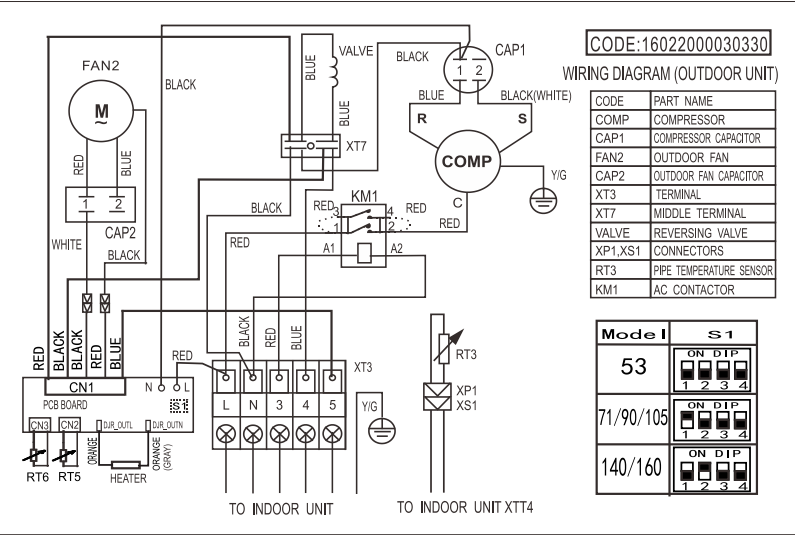 CODE:16022000030330
WIRING DIAGRAM (OUTDOOR UNIT)
CODE PART NAME
COMP COMPRESSOR
CAP1 COMPRESSOR CAPACITOR
FAN2 OUTDOOR FAN
CAP2 OUTDOOR FAN CAPACITOR
XT3 TERMINAL
XT7 MIDDLE TERMINAL
VALVE REVERSING VALVE
XP1,XS1 CONNECTORS
RT3 PIPE TEMPERATURE SENSOR
KM1 AC CONTACTOR
Model S1
53
ON DIP
1 2 3 4
71/90/105
ON DIP
1 2 3 4
140/160
ON DIP
1 2 3 4
FAN2
M
~
BLACK
RED
BLUE
1 2
CAP2
WHITE
BLACK
VALVE
BLUE
BLUE
XT7
BLACK
CAP1
1 2
BLUE
BLACK(WHITE)
R
S
COMP
Y/G
C
KM1
RED
3
4
RED
1
2
RED
RED
BLACK
A1
A2
RED
BLACK
BLACK
RED
BLUE
BLACK
RED
BLUE
RED
CN1
N
L
PCB BOARD
S1
CN3
CN2
DJR_OUTL
DJR_OUTN
ORANGE
ORANGE
(GRAY)
RT6
RT5
HEATER
XT3
L N 3 4 5
Y/G
TO INDOOR UNIT
RT3
XP1
XS1
TO INDOOR UNIT XTT4